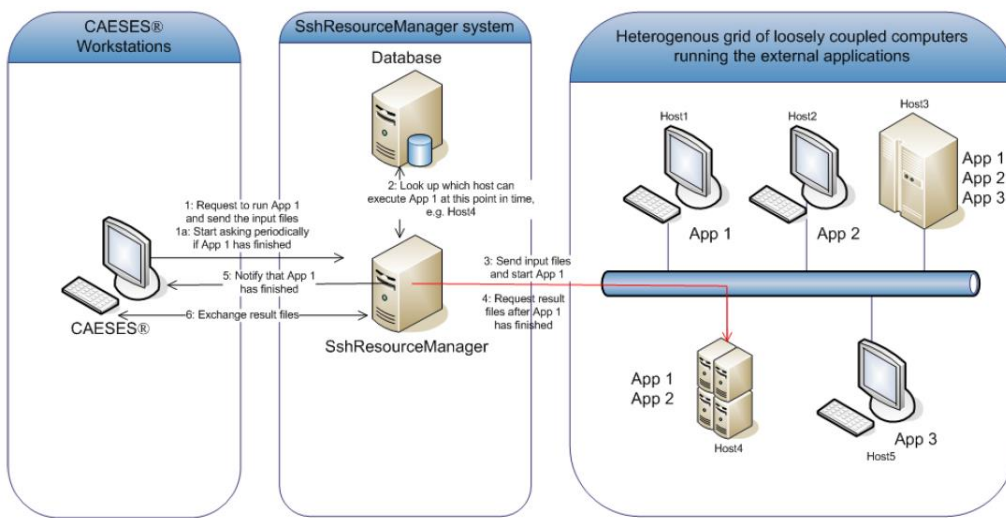 CAESES®
Workstations
SshResourceManager system
Heterogenous grid of loosely coupled computers
running the external applications
Database
2: Look up which host can
execute App 1 at this point in time,
e.g. Host4
1: Request to run App 1
and send the input files
1a: Start asking periodically
if App 1 has finished
5: Notify that App 1
has finished
6: Exchange result files
CAESES®
SshResourceManager
3: Send input files
and start App 1
4: Request result
files after App 1
has finished
Host1
App 1
Host2
App 2
Host3
App 1
App 2
App 3
App 1
App 2
Host4
App 3
Host5